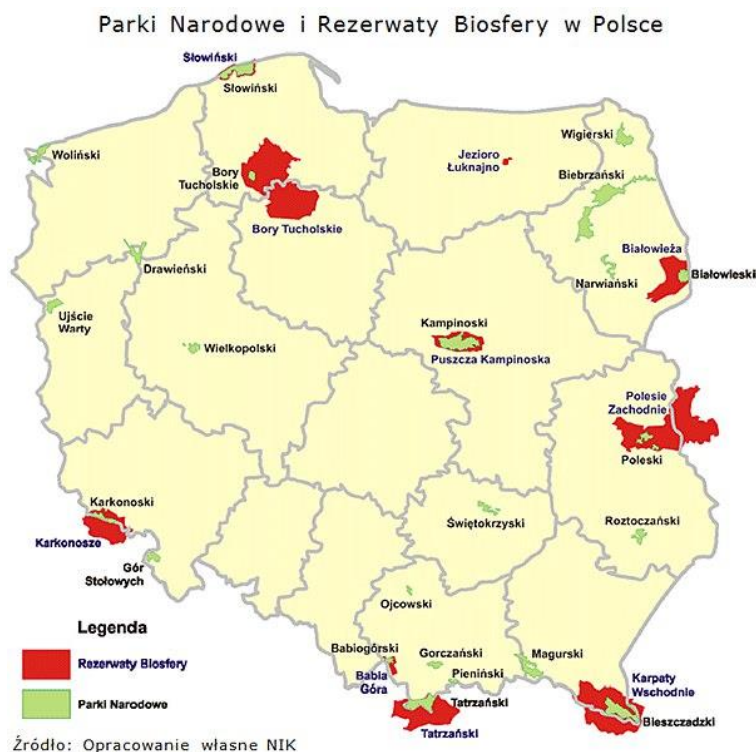 Parki Narodowe i Rezerwaty Biosfery w Polsce
Słowiński
Słowiński
Woliński
Bory
Tucholskie
Bory Tucholskie
Jezioro
Łuknajno
Wigierski
Biebrzański
Drawieński
Białowieża
Białowieski
Narwiański
Ujście
Warty
Wielkopolski
Kampinoski
Puszcza Kampinoska
Polesie
Zachodnie
Poleski
Karkonoski
Karkonosze
Gór
Stołowych
Świętokrzyski
Roztoczański
Ojcowski
Babiogórski
Babia
Góra
Gorczański
Pieniński
Tatrzański
Tatrzański
Magurski
Karpaty
Wschodnie
Bieszczadzki
Legenda
Rezerwaty Biosfery
Parki Narodowe
Źródło: Opracowanie własne NIK